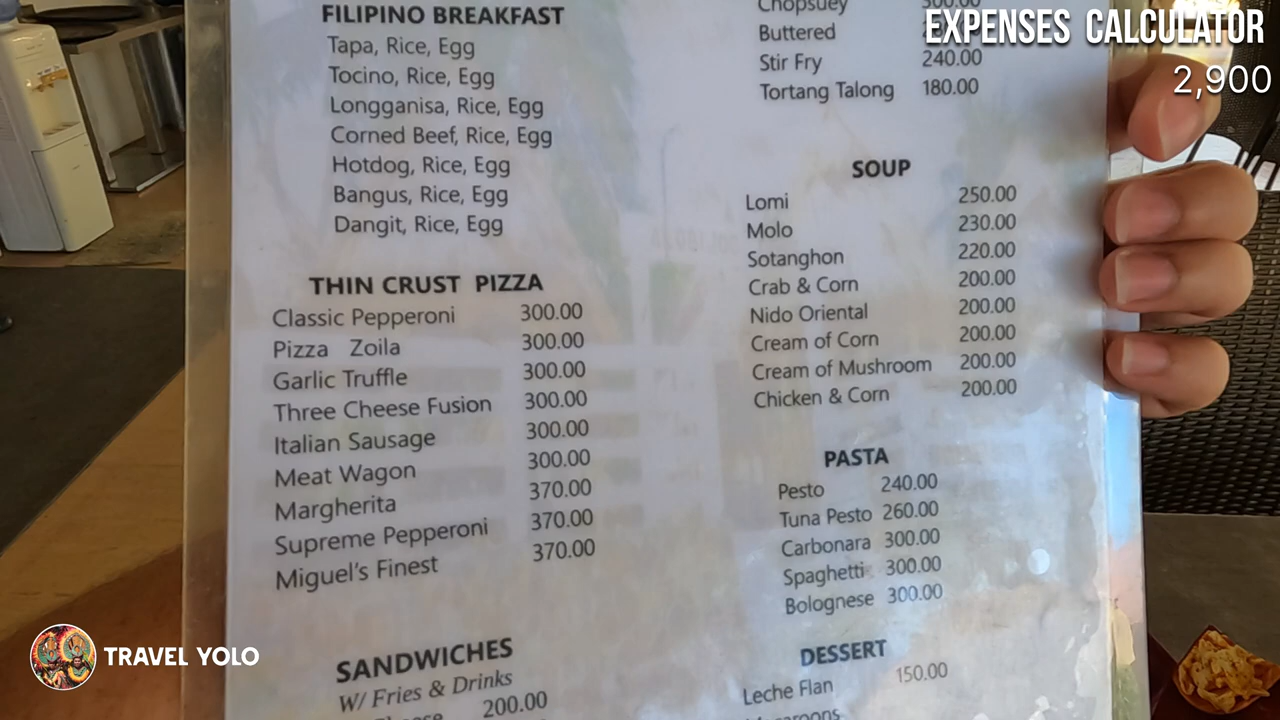 FILIPINO BREAKFAST
Tapa, Rice, Egg
Tocino, Rice, Egg
Longganisa, Rice, Egg
Corned Beef, Rice, Egg
Hotdog, Rice, Egg
Bangus, Rice, Egg
Dangit, Rice, Egg
THIN CRUST PIZZA
Classic Pepperoni 300.00
Pizza Zoila 300.00
Garlic Truffle 300.00
Three Cheese Fusion 300.00
Italian Sausage 300.00
Meat Wagon 300.00
Margherita 370.00
Supreme Pepperoni 370.00
Miguel's Finest 370.00
SANDWICHES
W/ Fries & Drinks
200.00
Chopsuey 300.00
Buttered
Stir Fry 240.00
Tortang Talong 180.00
SOUP
Lomi 250.00
Molo 230.00
Sotanghon 220.00
Crab & Corn 200.00
Nido Oriental 200.00
Cream of Corn 200.00
Cream of Mushroom 200.00
Chicken & Corn 200.00
PASTA
Pesto 240.00
Tuna Pesto 260.00
Carbonara 300.00
Spaghetti 300.00
Bolognese 300.00
DESSERT
Leche Flan 150.00
EXPENSES CALCULATOR
2,900
TRAVEL YOLO